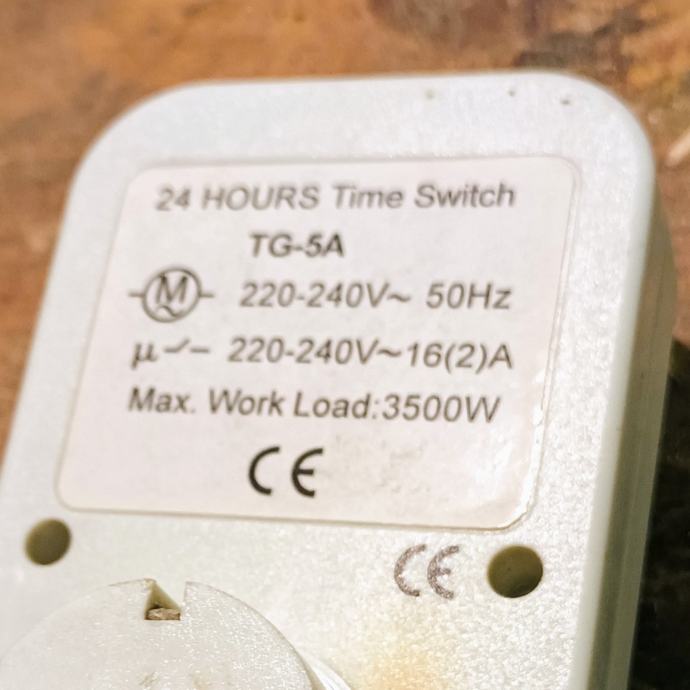 24 HOURS Time Switch
TG-5A
M 220-240V~ 50Hz
µ 220-240V~16(2)A
Max. Work Load:3500W
CE
CE